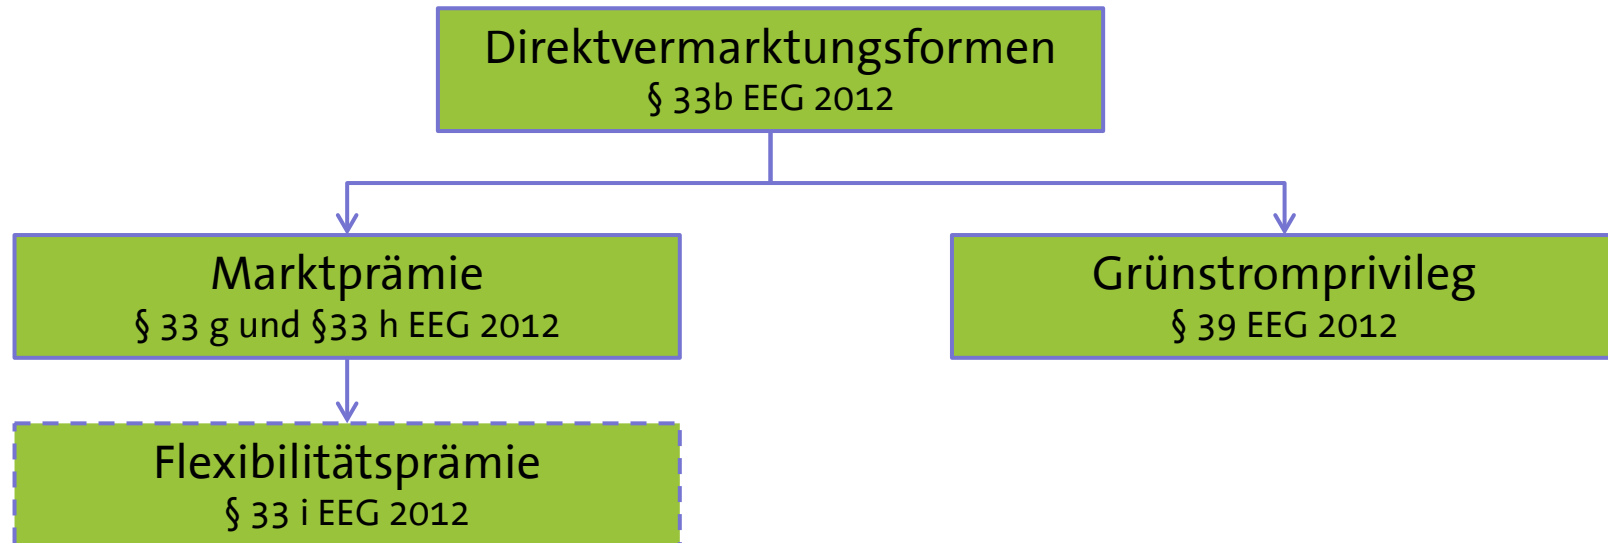 Direktvermarktungsformen
§ 33b EEG 2012
Marktprämie
§ 33 g und §33 h EEG 2012
Grünstromprivileg
§ 39 EEG 2012
Flexibilitätsprämie
§ 33 i EEG 2012